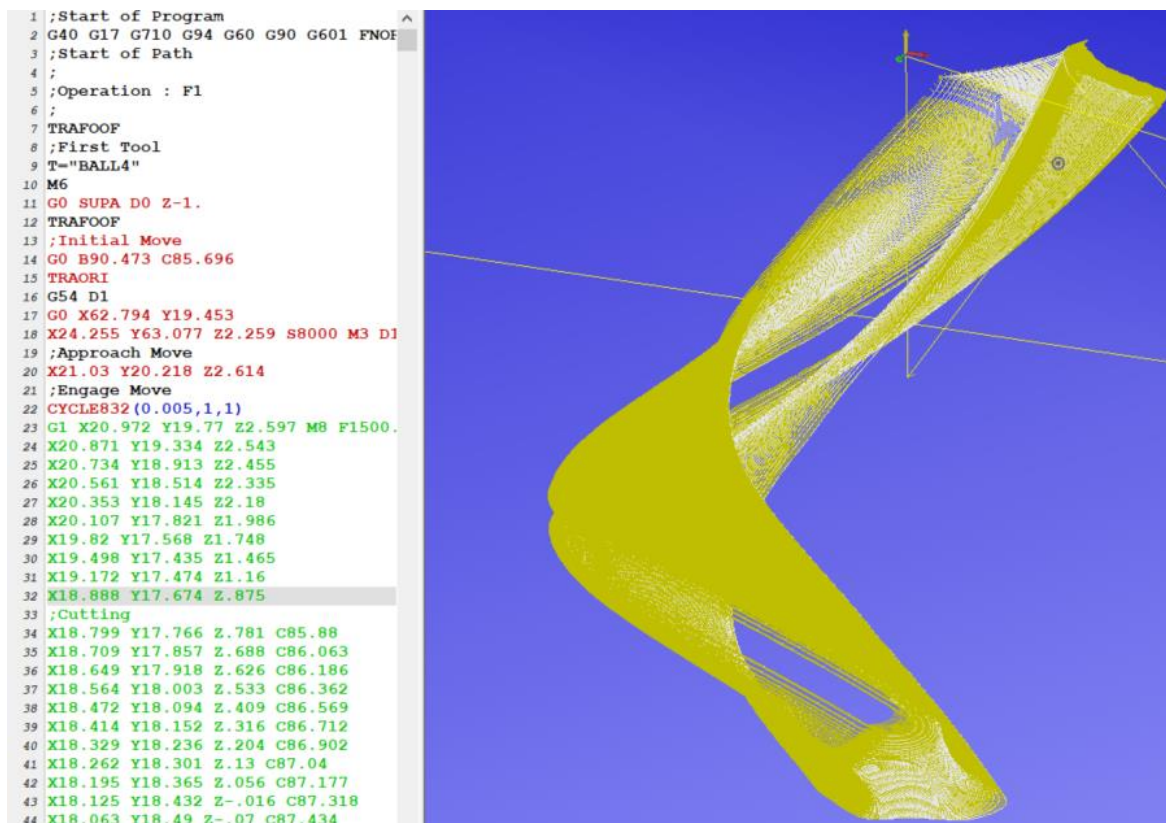 1 ;Start of Program
2 G40 G17 G710 G94 G60 G90 G601
3 ;Start of Path
4 ;
5 ;Operation : F1
6 ;
7 TRAFOOF
8 ;First Tool
9 T="BALL4"
10 M6
11 G0 SUPA D0 Z-1.
12 TRAFOOF
13 ;Initial Move
14 G0 B90.473 C85.696
15 TRAORI
16 G54 D1
17 G0 X62.794 Y19.453
18 X24.255 Y63.077 Z2.259 S8000 M3 D1
19 ;Approach Move
20 X21.03 Y20.218 Z2.614
21 ;Engage Move
22 CYCLE832(0.005,1,1)
23 G1 X20.972 Y19.77 Z2.597 M8 F1500.
24 X20.871 Y19.334 Z2.543
25 X20.734 Y18.913 Z2.455
26 X20.561 Y18.514 Z2.335
27 X20.353 Y18.145 Z2.18
28 X20.107 Y17.821 Z1.986
29 X19.82 Y17.568 Z1.748
30 X19.498 Y17.435 Z1.465
31 X19.172 Y17.474 Z1.16
32 X18.888 Y17.674 Z.875
33 ;Cutting
34 X18.799 Y17.766 Z.781 C85.88
35 X18.709 Y17.857 Z.688 C86.063
36 X18.649 Y17.918 Z.626 C86.186
37 X18.564 Y18.003 Z.533 C86.362
38 X18.472 Y18.094 Z.409 C86.569
39 X18.414 Y18.152 Z.316 C86.712
40 X18.329 Y18.236 Z.204 C86.902
41 X18.262 Y18.301 Z.13 C87.04
42 X18.195 Y18.365 Z.056 C87.177
43 X18.125 Y18.432 Z-.016 C87.318
44 X18.063 Y18.49 Z-.07 C87.434